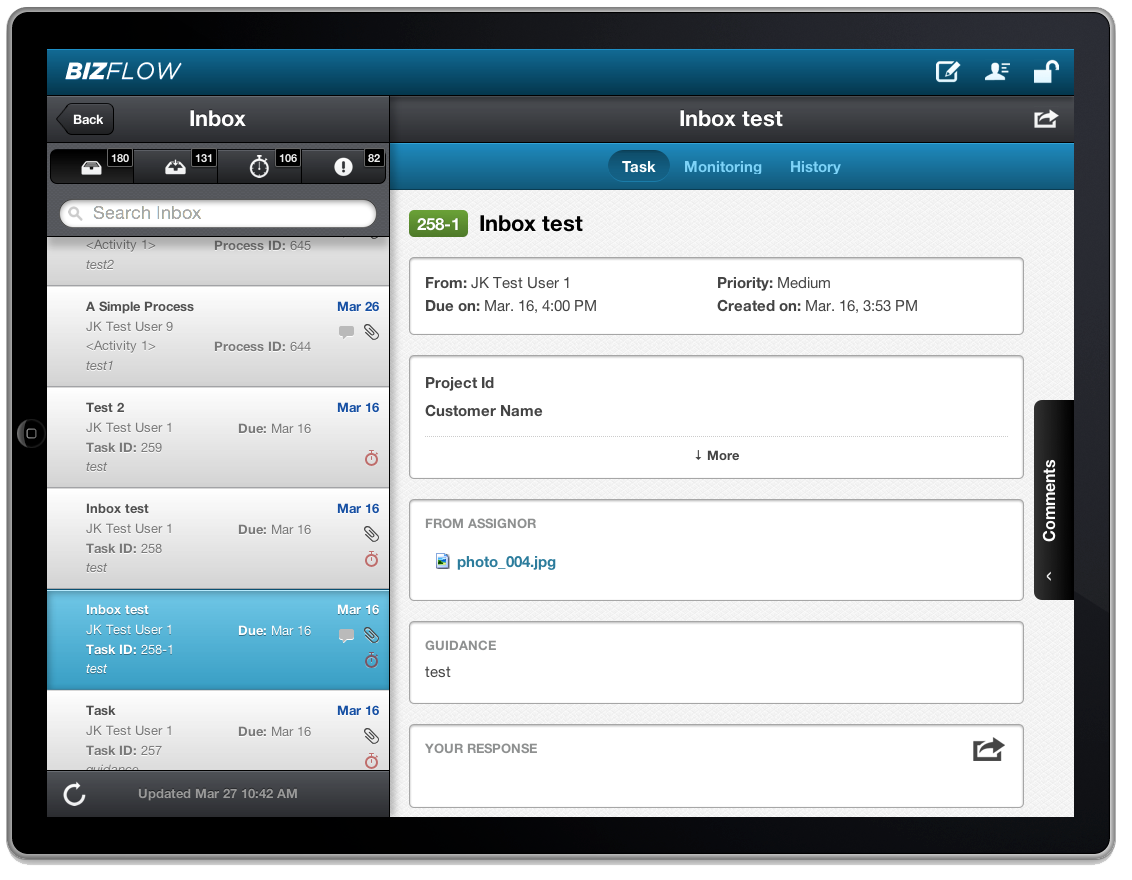 BIZFLOW
Back
Inbox
180
131
106
82
Search Inbox
<Activity 1> Process ID: 645
test2
A Simple Process Mar 26
JK Test User 9
<Activity 1> Process ID: 644
test1
Test 2 Mar 16
JK Test User 1 Due: Mar 16
Task ID: 259
test
Inbox test Mar 16
JK Test User 1 Due: Mar 16
Task ID: 258
test
Inbox test Mar 16
JK Test User 1 Due: Mar 16
Task ID: 258-1
test
Task Mar 16
JK Test User 1 Due: Mar 16
Task ID: 257
guidance
Updated Mar 27 10:42 AM
Inbox test
Task Monitoring History
258-1 Inbox test
From: JK Test User 1 Priority: Medium
Due on: Mar. 16, 4:00 PM Created on: Mar. 16, 3:53 PM
Project Id
Customer Name
↓ More
FROM ASSIGNOR
photo_004.jpg
GUIDANCE
test
YOUR RESPONSE
Comments